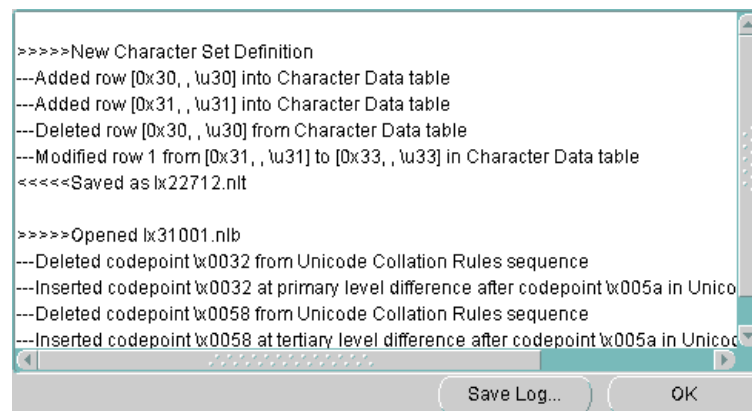 >>>>>New Character Set Definition
---Added row [0x30, , \u30] into Character Data table
---Added row [0x31, , \u31] into Character Data table
---Deleted row [0x30, , \u30] from Character Data table
---Modified row 1 from [0x31, , \u31] to [0x33, , \u33] in Character Data table
<<<<<Saved as lx22712.nlt
>>>>>Opened lx31001.nlb
---Deleted codepoint \x0032 from Unicode Collation Rules sequence
---Inserted codepoint \x0032 at primary level difference after codepoint \x005a in Unico
---Deleted codepoint \x0058 from Unicode Collation Rules sequence
---Inserted codepoint \x0058 at tertiary level difference after codepoint \x005a in Unicod
Save Log... OK